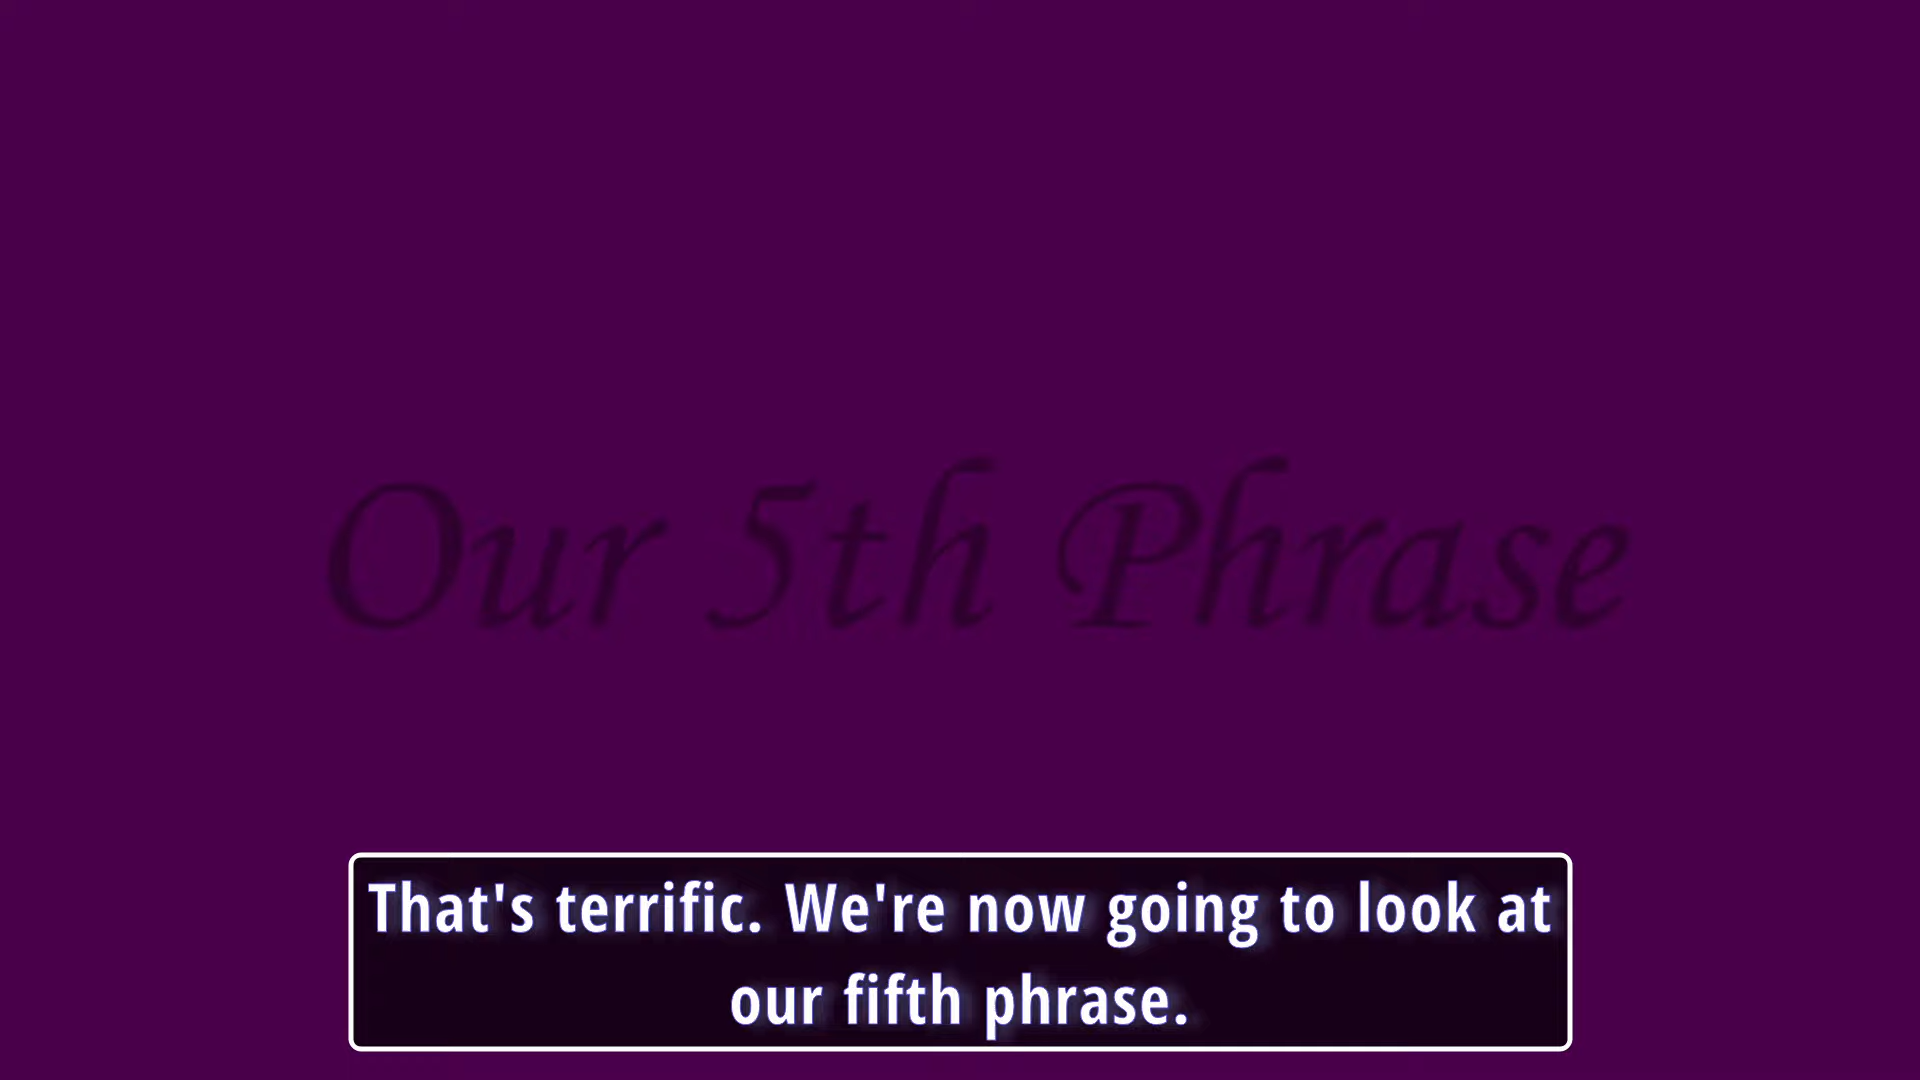 Our 5th Phrase
That's terrific. We're now going to look at
our fifth phrase.